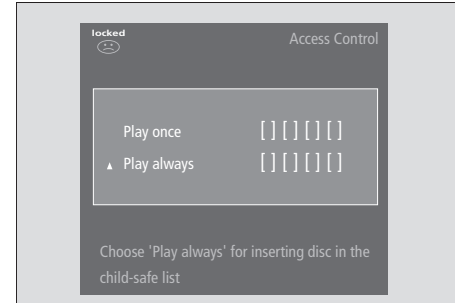 locked
Access Control
Play once [ ] [ ] [ ] [ ]
▲ Play always [ ] [ ] [ ] [ ]
Choose 'Play always' for inserting disc in the
child-safe list